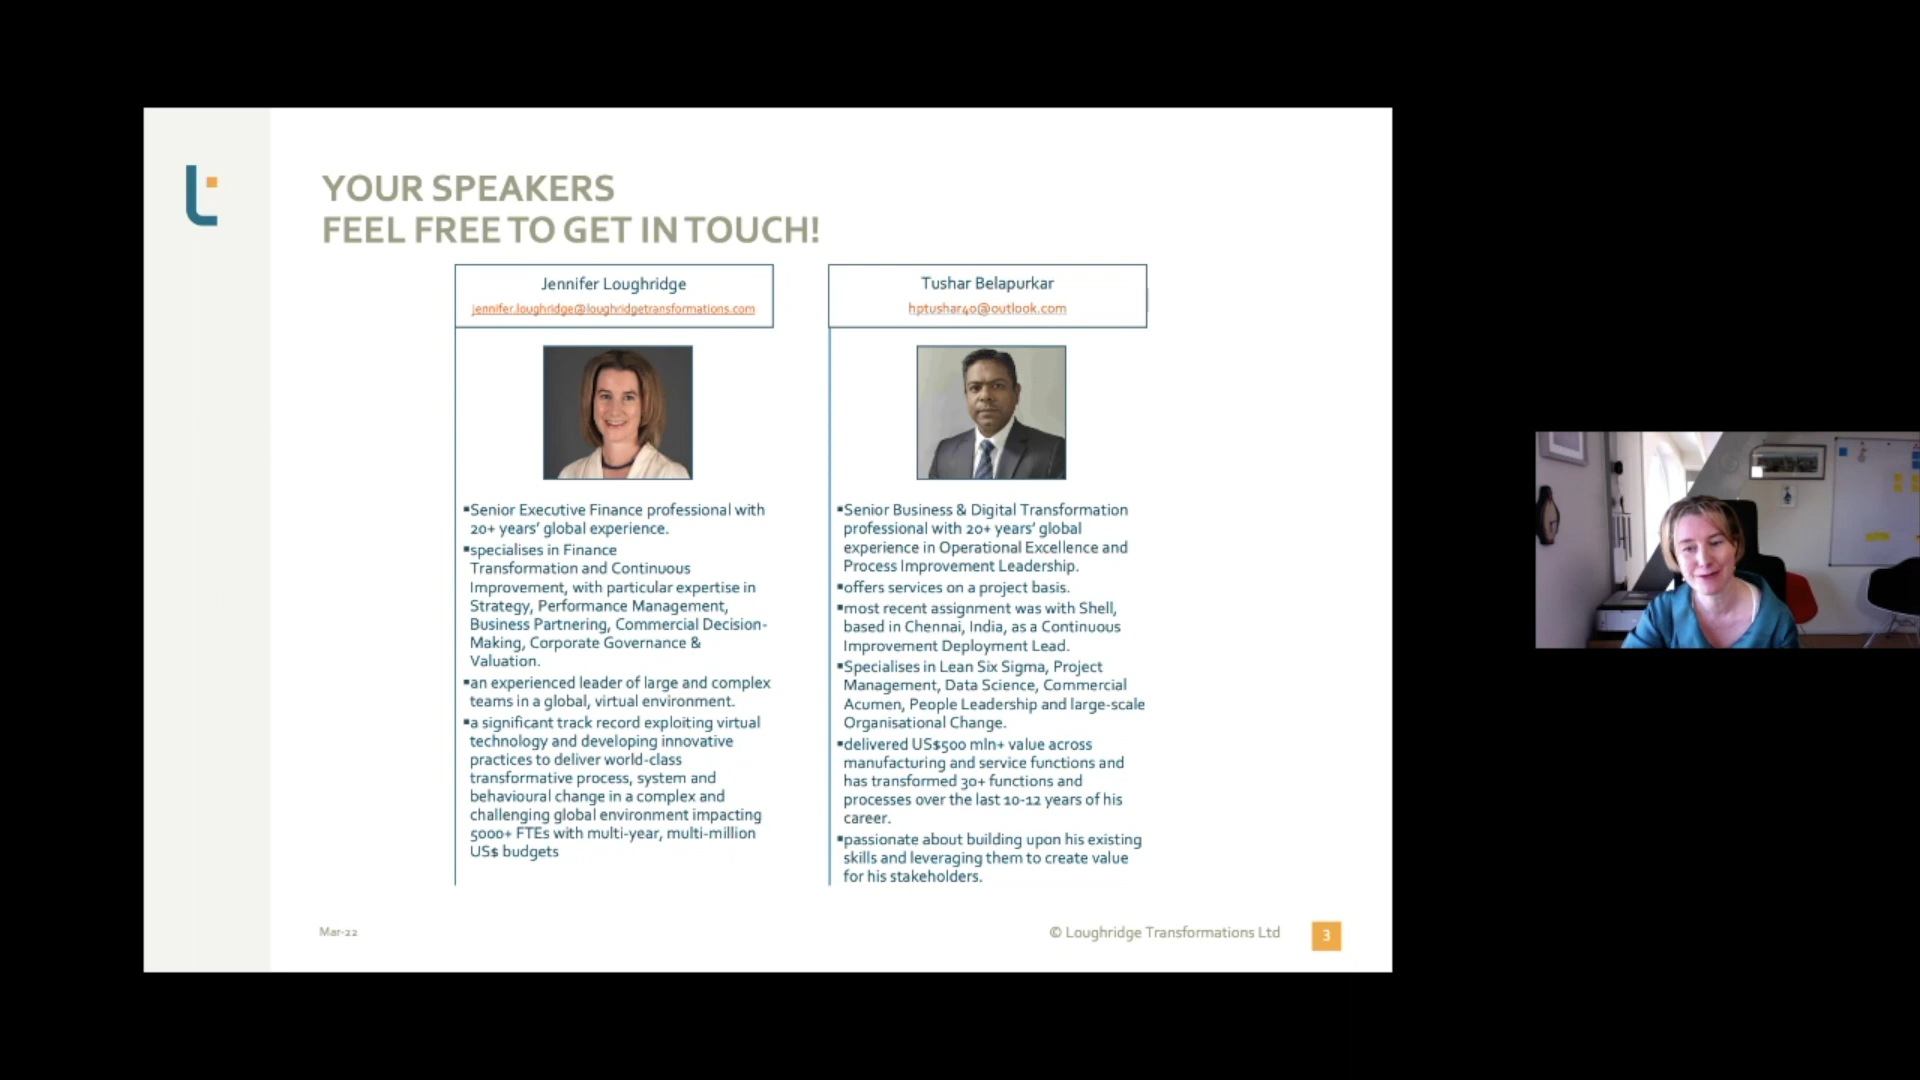 YOUR SPEAKERS
FEEL FREE TO GET IN TOUCH!
Jennifer Loughridge
jennifer.loughridge@loughridgetransformations.com
▪Senior Executive Finance professional with
20+ years’ global experience.
▪specialises in Finance
Transformation and Continuous
Improvement, with particular expertise in
Strategy, Performance Management,
Business Partnering, Commercial Decision-
Making, Corporate Governance &
Valuation.
▪an experienced leader of large and complex
teams in a global, virtual environment.
▪a significant track record exploiting virtual
technology and developing innovative
practices to deliver world-class
transformative process, system and
behavioural change in a complex and
challenging global environment impacting
5000+ FTEs with multi-year, multi-million
US$ budgets
Tushar Belapurkar
hptushar40@outlook.com
▪Senior Business & Digital Transformation
professional with 20+ years’ global
experience in Operational Excellence and
Process Improvement Leadership.
▪offers services on a project basis.
▪most recent assignment was with Shell,
based in Chennai, India, as a Continuous
Improvement Deployment Lead.
▪Specialises in Lean Six Sigma, Project
Management, Data Science, Commercial
Acumen, People Leadership and large-scale
Organisational Change.
▪delivered US$500 mln+ value across
manufacturing and service functions and
has transformed 30+ functions and
processes over the last 10-12 years of his
career.
▪passionate about building upon his existing
skills and leveraging them to create value
for his stakeholders.
Mar-22
© Loughridge Transformations Ltd
3